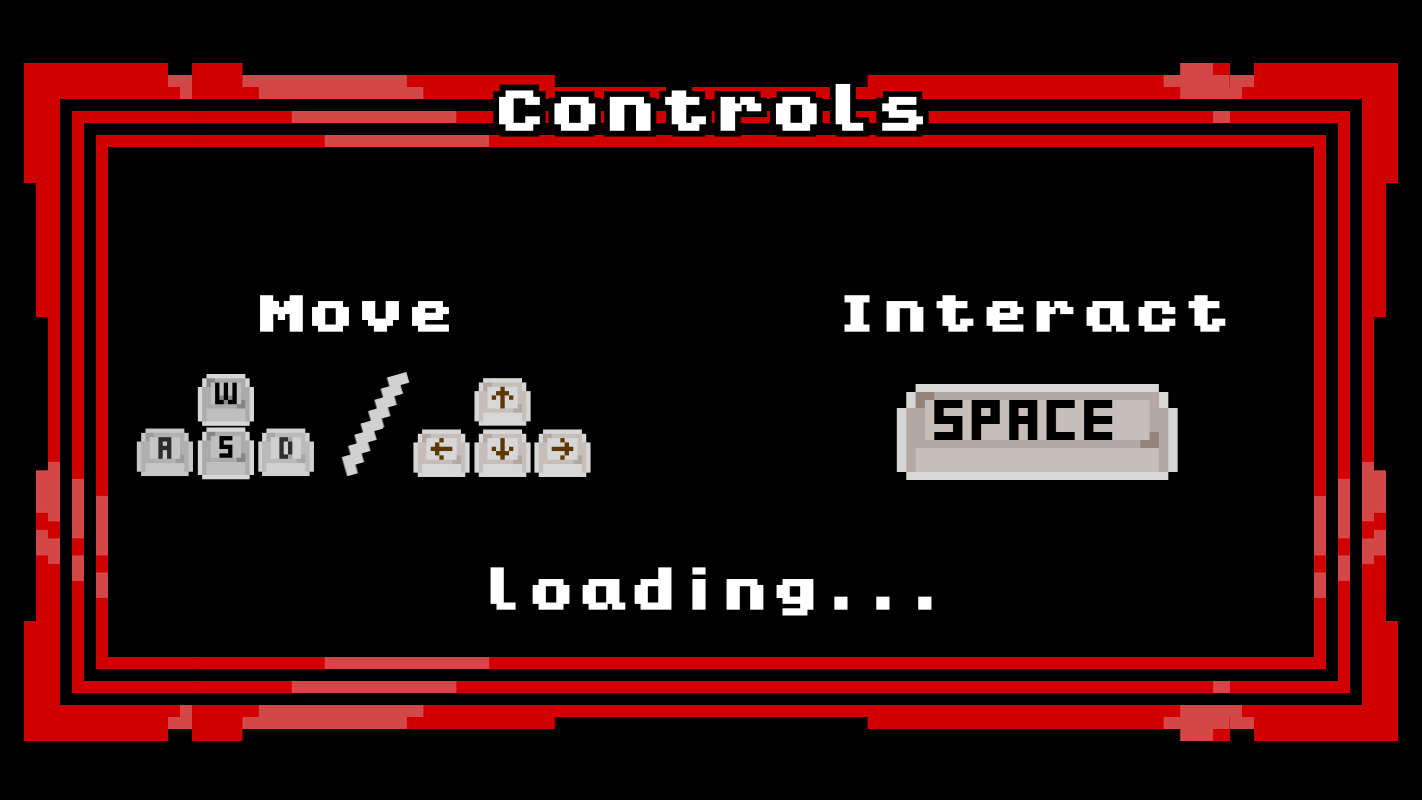 Controls
Move
Interact
W / ↑
A S D ← ↓ →
SPACE
loading...